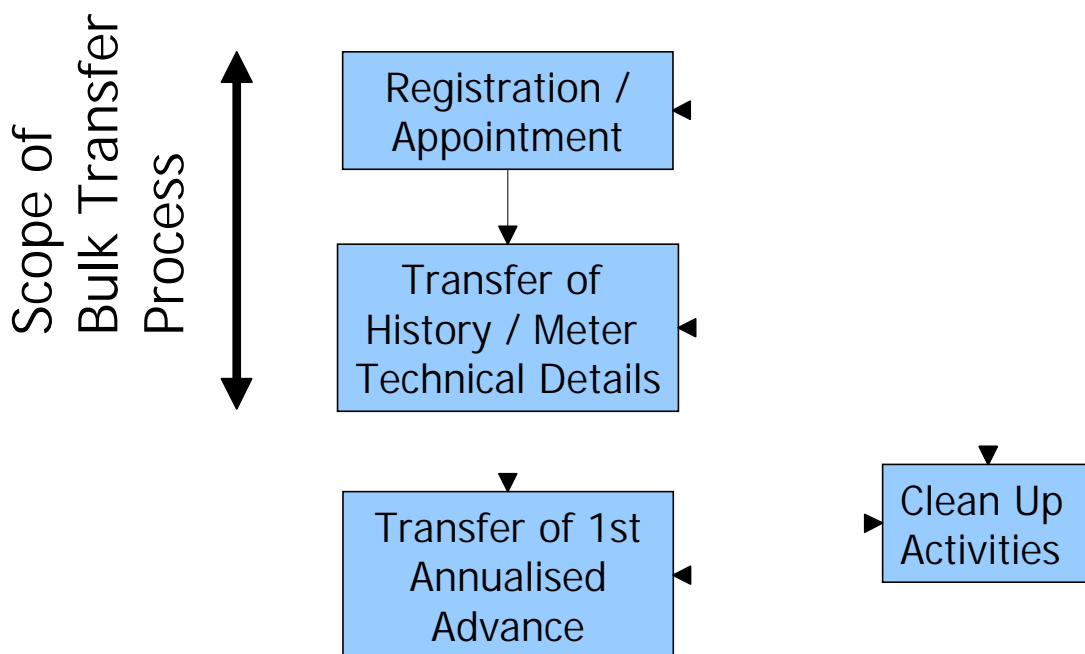 Scope of
Bulk Transfer
Process
Registration /
Appointment
Transfer of
History / Meter
Technical Details
Transfer of 1st
Annualised
Advance
Clean Up
Activities